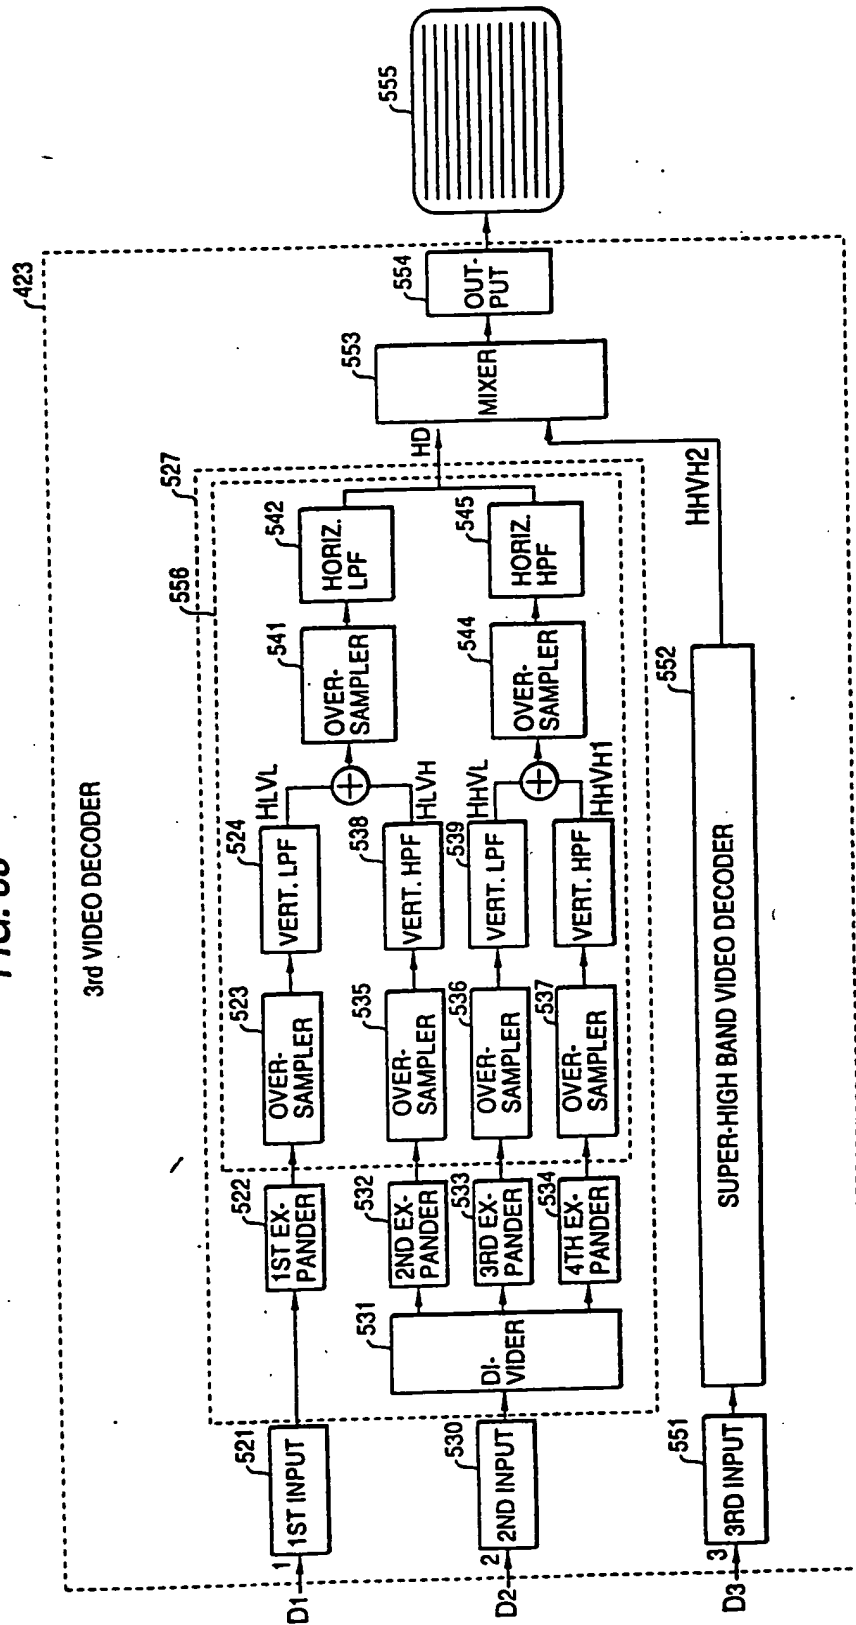 3rd VIDEO DECODER
423
527
556
D1
1
521
1ST INPUT
522
1ST EX-
PANDER
523
OVER-
SAMPLER
524
VERT. LPF
HLVL
541
OVER-
SAMPLER
542
HORIZ.
LPF
D2
2
530
2ND INPUT
531
DI-
VIDER
532
2ND EX-
PANDER
535
OVER-
SAMPLER
538
VERT. HPF
HLVH
533
3RD EX-
PANDER
536
OVER-
SAMPLER
539
VERT. LPF
HHVL
544
OVER-
SAMPLER
545
HORIZ.
HPF
534
4TH EX-
PANDER
537
OVER-
SAMPLER
VERT. HPF
HHVH1
HD
553
MIXER
554
OUT-
PUT
555
D3
3
551
3RD INPUT
552
SUPER-HIGH BAND VIDEO DECODER
HHVH2